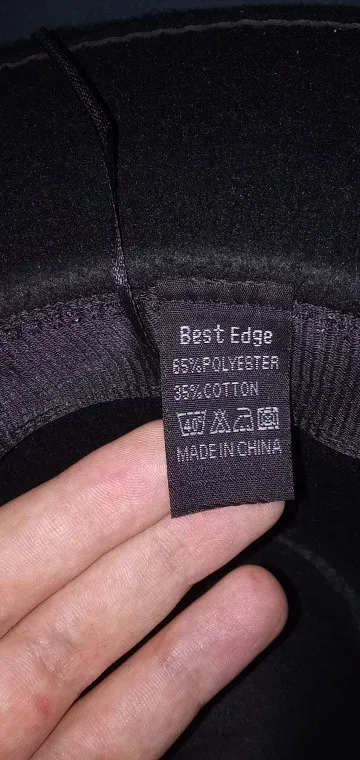 Best Edge
65%POLYESTER
35%COTTON
40
MADE IN CHINA